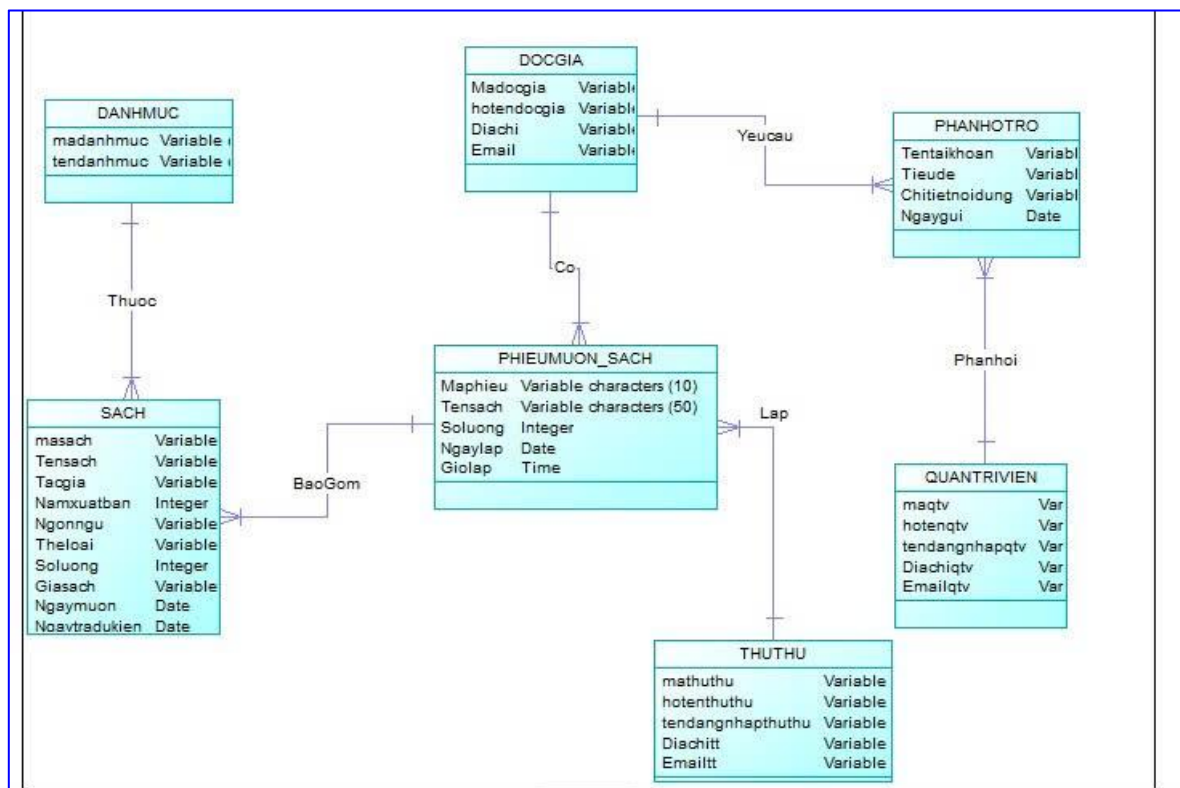 DOCGIA
Madocgia Variable
hotendocgia Variable
Diachi Variable
Email Variable
DANHMUC
madanhmuc Variable
tendanhmuc Variable
PHANHOTRO
Tentaikhoan Variabl
Tieude Variabl
Chitietnoidung Variabl
Ngaygui Date
Yeucau
Thuoc
Co
Phanhoi
PHIEUMUON_SACH
Maphieu Variable characters (10)
Tensach Variable characters (50)
Soluong Integer
Ngaylap Date
Giolap Time
Lap
BaoGom
SACH
masach Variable
Tensach Variable
Tacgia Variable
Namxuatban Integer
Ngonngu Variable
Theloai Variable
Soluong Integer
Giasach Variable
Ngaymuon Date
Ngaytradukien Date
QUANTRIVIEN
maqtv Var
hotenqtv Var
tendangnhapqtv Var
Diachiqtv Var
Emailqtv Var
THUTHU
mathuthu Variable
hotenthuthu Variable
tendangnhapthuthu Variable
Diachitt Variable
Emailtt Variable